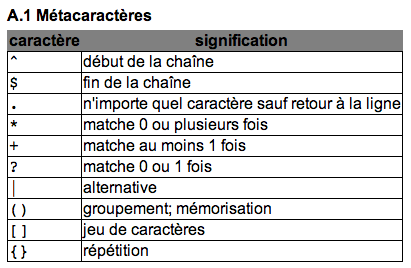 A.1 Métacaractères
caractère signification
^ début de la chaîne
$ fin de la chaîne
. n'importe quel caractère sauf retour à la ligne
* matche 0 ou plusieurs fois
+ matche au moins 1 fois
? matche 0 ou 1 fois
| alternative
() groupement; mémorisation
[] jeu de caractères
{} répétition